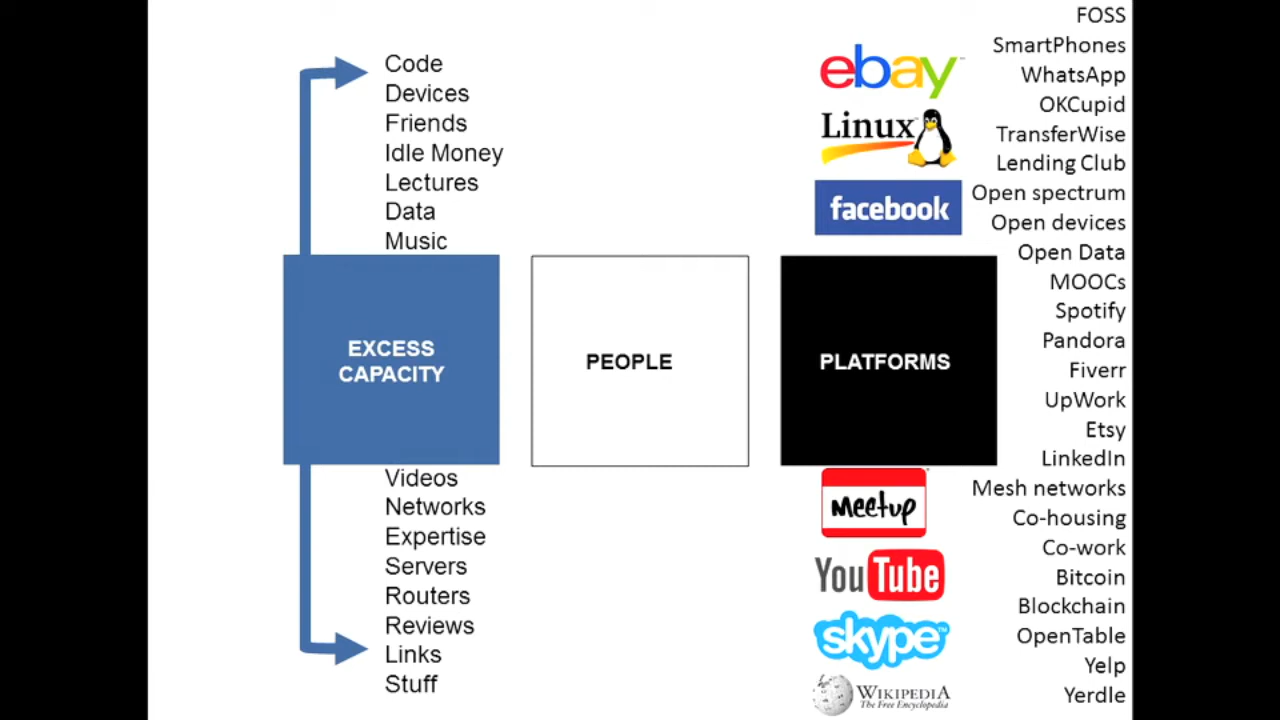 Code
Devices
Friends
Idle Money
Lectures
Data
Music
EXCESS
CAPACITY
Videos
Networks
Expertise
Servers
Routers
Reviews
Links
Stuff
PEOPLE
ebay
Linux
facebook
PLATFORMS
Meetup
YouTube
skype
WIKIPEDIA
The Free Encyclopedia
FOSS
SmartPhones
WhatsApp
OKCupid
TransferWise
Lending Club
Open spectrum
Open devices
Open Data
MOOCs
Spotify
Pandora
Fiverr
UpWork
Etsy
LinkedIn
Mesh networks
Co-housing
Co-work
Bitcoin
Blockchain
OpenTable
Yelp
Yerdle